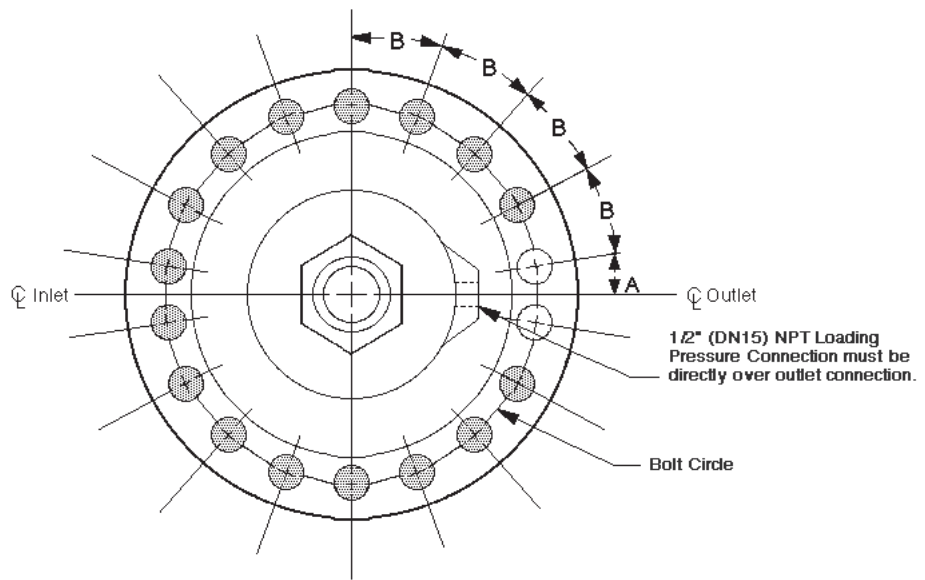 B
B
B
B
A
℄ Inlet
℄ Outlet
1/2" (DN15) NPT Loading
Pressure Connection must be
directly over outlet connection.
Bolt Circle